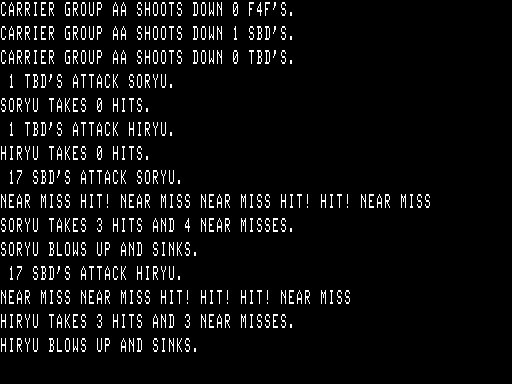 CARRIER GROUP AA SHOOTS DOWN 0 F4F'S.
CARRIER GROUP AA SHOOTS DOWN 1 SBD'S.
CARRIER GROUP AA SHOOTS DOWN 0 TBD'S.
1 TBD'S ATTACK SORYU.
SORYU TAKES 0 HITS.
1 TBD'S ATTACK HIRYU.
HIRYU TAKES 0 HITS.
17 SBD'S ATTACK SORYU.
NEAR MISS HIT! NEAR MISS NEAR MISS HIT! HIT! NEAR MISS
SORYU TAKES 3 HITS AND 4 NEAR MISSES.
SORYU BLOWS UP AND SINKS.
17 SBD'S ATTACK HIRYU.
NEAR MISS NEAR MISS HIT! HIT! HIT! NEAR MISS
HIRYU TAKES 3 HITS AND 3 NEAR MISSES.
HIRYU BLOWS UP AND SINKS.